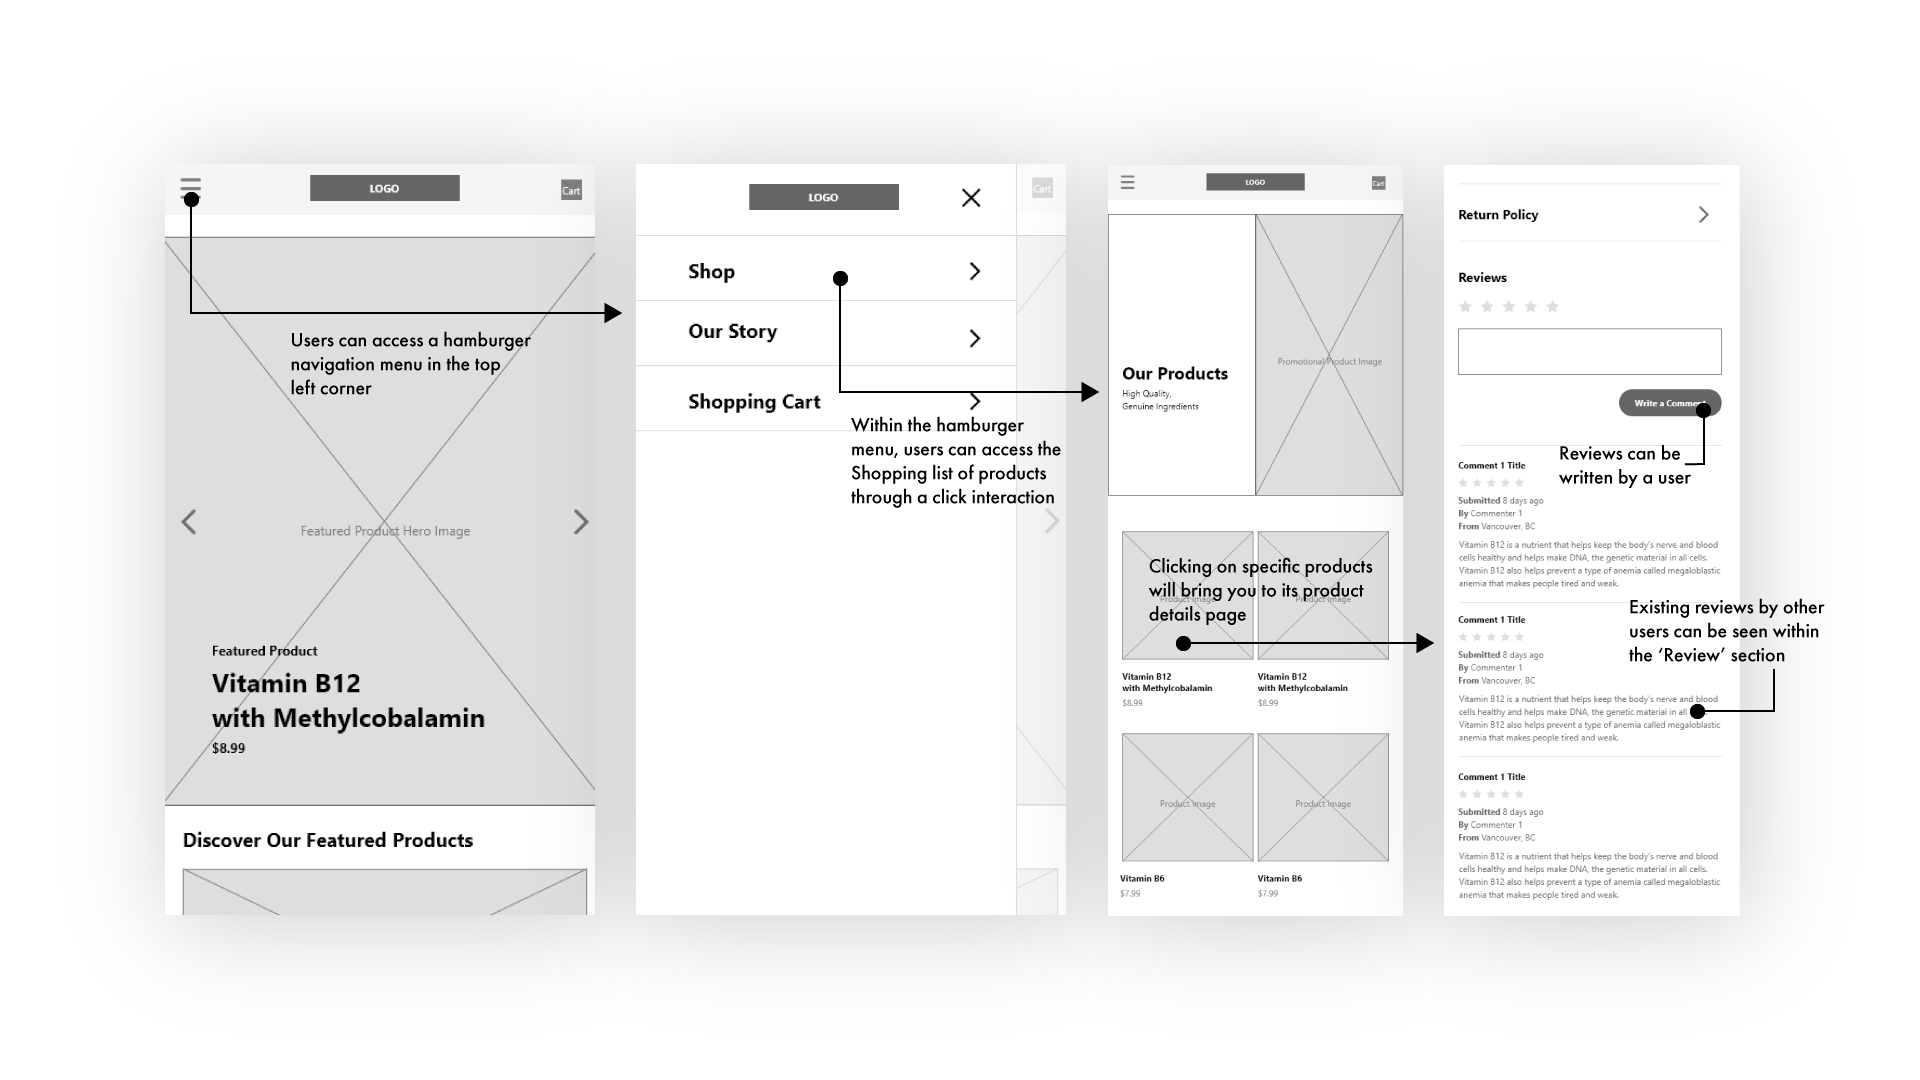 LOGO
Cart
Users can access a hamburger
navigation menu in the top
left corner
Featured Product Hero Image
Featured Product
Vitamin B12
with Methylcobalamin
$8.99
Discover Our Featured Products
LOGO
Cart
Shop
Our Story
Shopping Cart
Within the hamburger
menu, users can access the
Shopping list of products
through a click interaction
LOGO
Cart
Our Products
High Quality,
Genuine Ingredients
Promotional Product Image
Clicking on specific products
will bring you to its product
details page
Product Image
Product Image
Vitamin B12
with Methylcobalamin
$8.99
Vitamin B12
with Methylcobalamin
$8.99
Product Image
Product Image
Vitamin B6
$7.99
Vitamin B6
$7.99
Return Policy
Reviews
Write a Comment
Reviews can be
written by a user
Comment 1 Title
Submitted 8 days ago
By Commenter 1
From Vancouver, BC
Vitamin B12 is a nutrient that helps keep the body's nerve and blood
cells healthy and helps make DNA, the genetic material in all cells.
Vitamin B12 also helps prevent a type of anemia called megaloblastic
anemia that makes people tired and weak.
Existing reviews by other
users can be seen within
the ‘Review’ section
Comment 1 Title
Submitted 8 days ago
By Commenter 1
From Vancouver, BC
Vitamin B12 is a nutrient that helps keep the body's nerve and blood
cells healthy and helps make DNA, the genetic material in all
Vitamin B12 also helps prevent a type of anemia called megaloblastic
anemia that makes people tired and weak.
Comment 1 Title
Submitted 8 days ago
By Commenter 1
From Vancouver, BC
Vitamin B12 is a nutrient that helps keep the body's nerve and blood
cells healthy and helps make DNA, the genetic material in all cells.
Vitamin B12 also helps prevent a type of anemia called megaloblastic
anemia that makes people tired and weak.